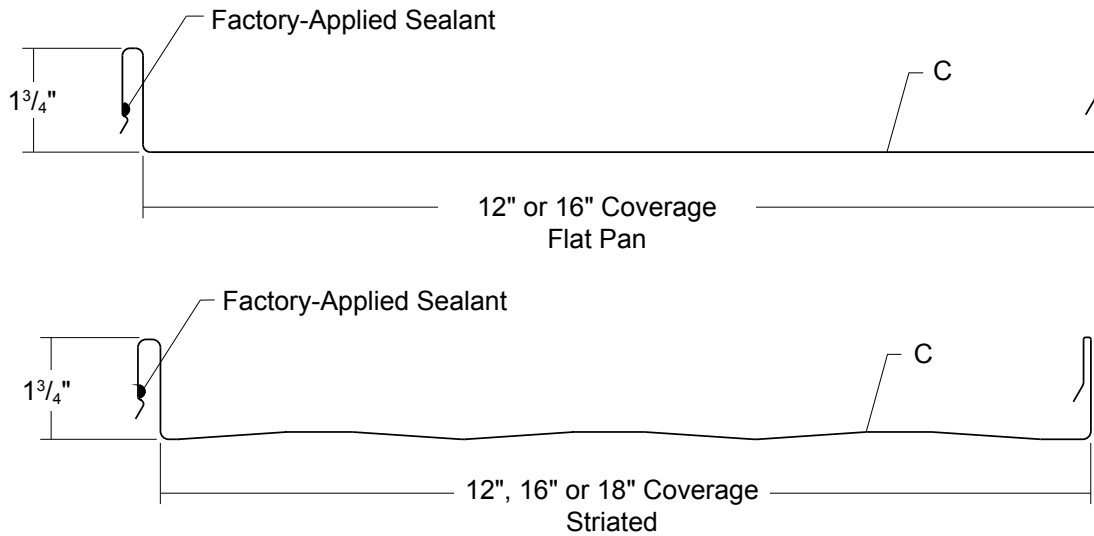 Factory-Applied Sealant
C
1³/₄"
12" or 16" Coverage
Flat Pan
Factory-Applied Sealant
C
1³/₄"
12", 16" or 18" Coverage
Striated